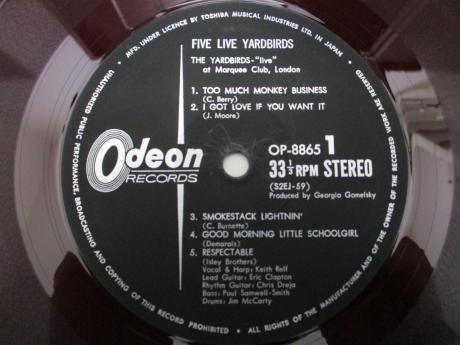 MFD. UNDER LICENCE BY TOSHIBA MUSICAL INDUSTRIES LTD. IN JAPAN
FIVE LIVE YARDBIRDS
THE YARDBIRDS-"live"
at Marquee Club, London
1. TOO MUCH MONKEY BUSINESS
(C. Berry)
2. I GOT LOVE IF YOU WANT IT
(J. Moore)
Odeon
RECORDS
OP-8865 1
33 1/3 RPM STEREO
(S2EJ-59)
Produced by Georgio Gomelsky
3. SMOKESTACK LIGHTNIN'
(C. Burnette)
4. GOOD MORNING LITTLE SCHOOLGIRL
(Demarais)
5. RESPECTABLE
(Isley Brothers)
Vocal & Harp: Keith Relf
Lead Guitar: Eric Clapton
Rhythm Guitar: Chris Dreja
Bass: Paul Samwell-Smith
Drums: Jim McCarty
UNAUTHORIZED PUBLIC PERFORMANCE, BROADCASTING AND COPYING OF THIS RECORD PROHIBITED • ALL RIGHTS OF THE MANUFACTURER AND OF THE OWNER OF THE RECORDED WORK ARE RESERVED